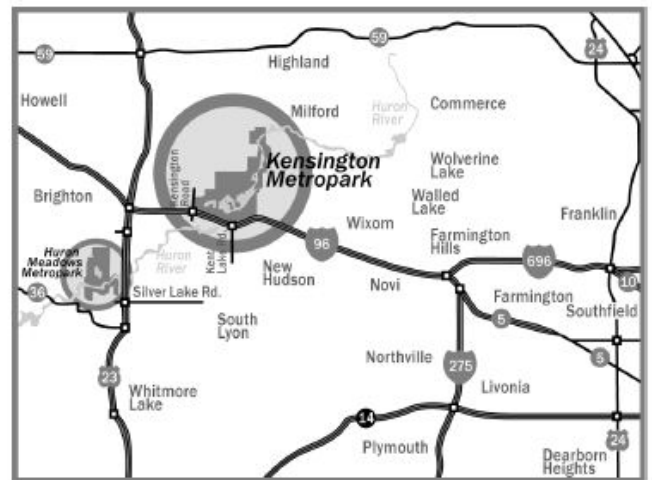 59
59
24
Highland
Howell
Milford
Huron
River
Commerce
Kensington
Metropark
Kensington
Road
Wolverine
Lake
Walled
Lake
Brighton
Wixom
Franklin
Farmington
Hills
Huron
Meadows
Metropark
Huron
River
Kent
Lake Rd.
96
696
New
Hudson
Novi
10
36
Silver Lake Rd.
Farmington
Southfield
South
Lyon
5
5
Northville
275
23
Whitmore
Lake
Livonia
14
Plymouth
24
Dearborn
Heights